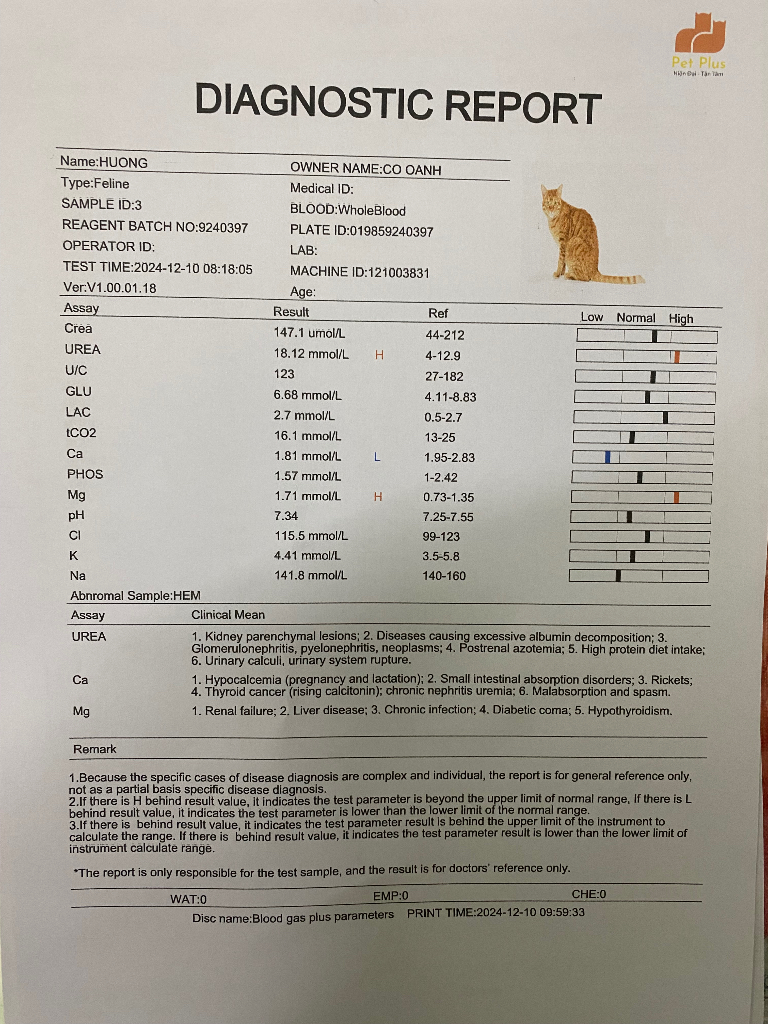 Pet Plus
Hiện Đại - Tận Tâm
DIAGNOSTIC REPORT
Name:HUONG OWNER NAME:CO OANH
Type:Feline Medical ID:
SAMPLE ID:3 BLOOD:WholeBlood
REAGENT BATCH NO:9240397 PLATE ID:019859240397
OPERATOR ID: LAB:
TEST TIME:2024-12-10 08:18:05 MACHINE ID:121003831
Ver:V1.00.01.18 Age:
Assay Result Ref Low Normal High
Crea 147.1 umol/L 44-212
UREA 18.12 mmol/L H 4-12.9
U/C 123 27-182
GLU 6.68 mmol/L 4.11-8.83
LAC 2.7 mmol/L 0.5-2.7
tCO2 16.1 mmol/L 13-25
Ca 1.81 mmol/L L 1.95-2.83
PHOS 1.57 mmol/L 1-2.42
Mg 1.71 mmol/L H 0.73-1.35
pH 7.34 7.25-7.55
Cl 115.5 mmol/L 99-123
K 4.41 mmol/L 3.5-5.8
Na 141.8 mmol/L 140-160
Abnromal Sample:HEM
Assay Clinical Mean
UREA 1. Kidney parenchymal lesions; 2. Diseases causing excessive albumin decomposition; 3.
Glomerulonephritis, pyelonephritis, neoplasms; 4. Postrenal azotemia; 5. High protein diet intake;
6. Urinary calculi, urinary system rupture.
Ca 1. Hypocalcemia (pregnancy and lactation); 2. Small intestinal absorption disorders; 3. Rickets;
4. Thyroid cancer (rising calcitonin); chronic nephritis uremia; 6. Malabsorption and spasm.
Mg 1. Renal failure; 2. Liver disease; 3. Chronic infection; 4. Diabetic coma; 5. Hypothyroidism.
Remark
1.Because the specific cases of disease diagnosis are complex and individual, the report is for general reference only,
not as a partial basis specific disease diagnosis.
2.If there is H behind result value, it indicates the test parameter is beyond the upper limit of normal range, If there is L
behind result value, it indicates the test parameter is lower than the lower limit of the normal range.
3.If there is behind result value, it indicates the test parameter result is behind the upper limit of the Instrument to
calculate the range. If there is behind result value, it indicates the test parameter result is lower than the lower limit of
instrument calculate range.
*The report is only responsible for the test sample, and the result is for doctors' reference only.
WAT:0 EMP:0 CHE:0
Disc name:Blood gas plus parameters PRINT TIME:2024-12-10 09:59:33